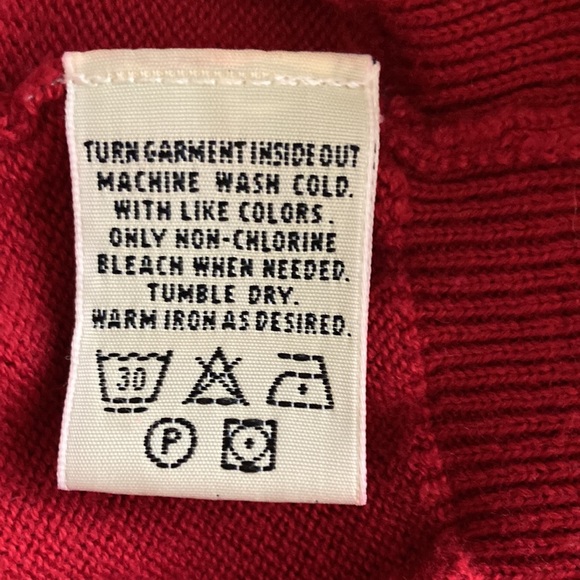 TURN GARMENT INSIDE OUT
MACHINE WASH COLD.
WITH LIKE COLORS.
ONLY NON-CHLORINE
BLEACH WHEN NEEDED.
TUMBLE DRY.
WARM IRON AS DESIRED.
30
P